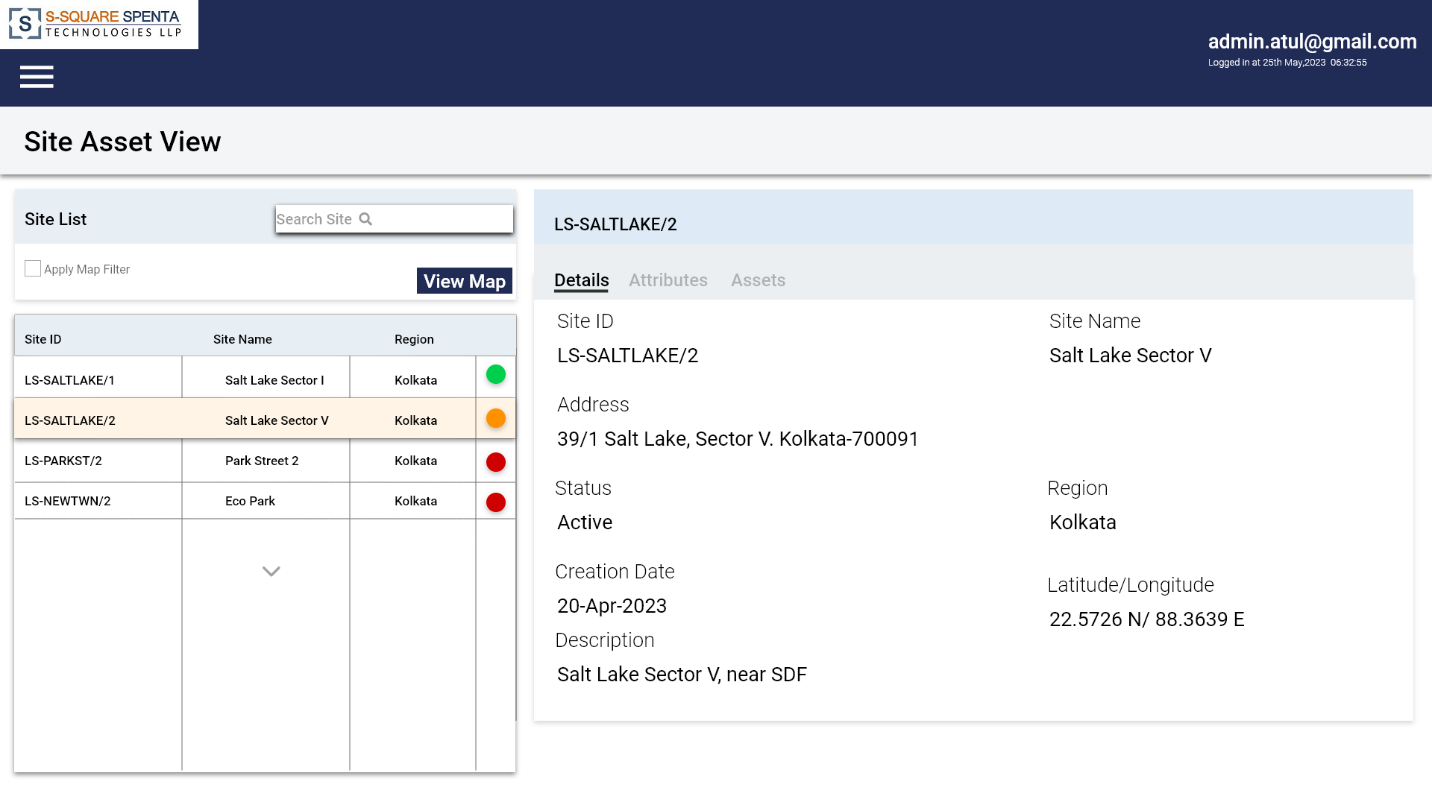 S S-SQUARE SPENTA
TECHNOLOGIES LLP
admin.atul@gmail.com
Logged in at 25th May,2023 06:32:55
Site Asset View
Site List
Search Site
Apply Map Filter
View Map
Site ID Site Name Region
LS-SALTLAKE/1 Salt Lake Sector I Kolkata
LS-SALTLAKE/2 Salt Lake Sector V Kolkata
LS-PARKST/2 Park Street 2 Kolkata
LS-NEWTWN/2 Eco Park Kolkata
LS-SALTLAKE/2
Details Attributes Assets
Site ID Site Name
LS-SALTLAKE/2 Salt Lake Sector V
Address
39/1 Salt Lake, Sector V. Kolkata-700091
Status Region
Active Kolkata
Creation Date Latitude/Longitude
20-Apr-2023 22.5726 N/ 88.3639 E
Description
Salt Lake Sector V, near SDF